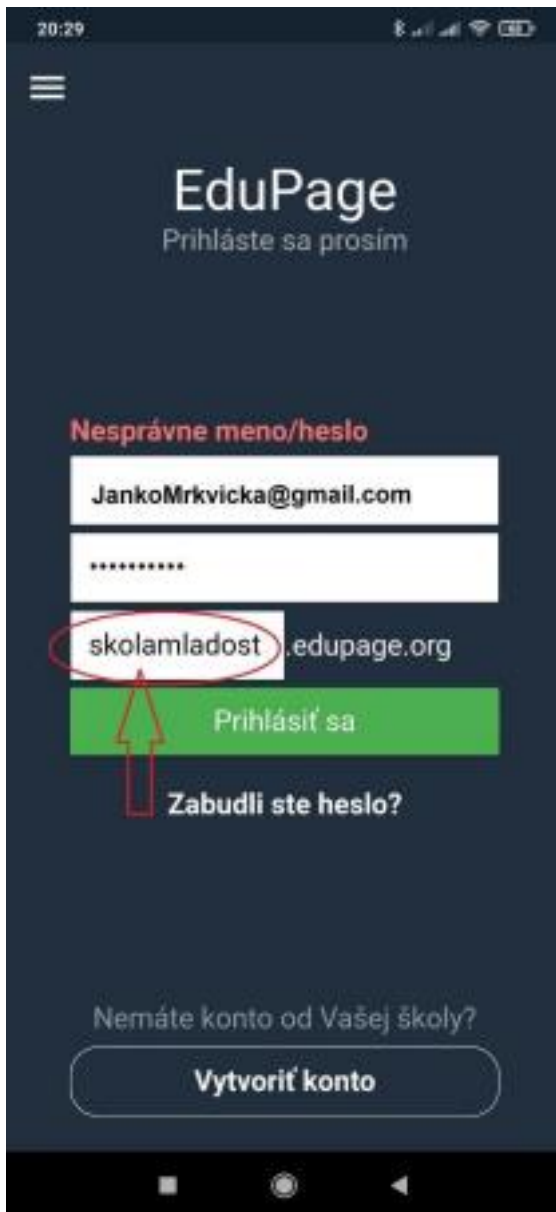 20:29
EduPage
Prihláste sa prosím
Nesprávne meno/heslo
JankoMrkvicka@gmail.com
••••••••••
skolamladost .edupage.org
Prihlásiť sa
Zabudli ste heslo?
Nemáte konto od Vašej školy?
Vytvoriť konto